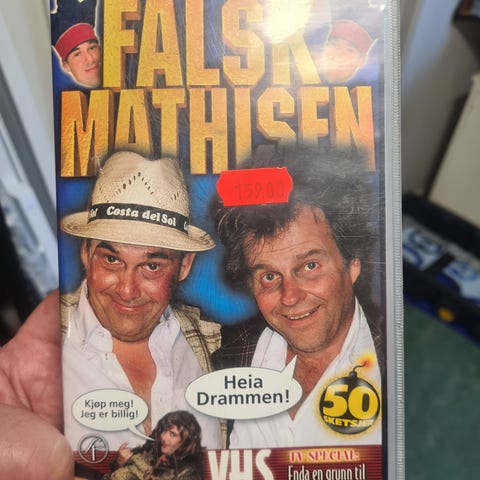 FALSK
MATHISEN
159.00
Costa del Sol
Heia
Drammen!
50
SKETSJER
Kjøp meg!
Jeg er billig!
VHS
TV-SPECIAL:
Enda en grunn til